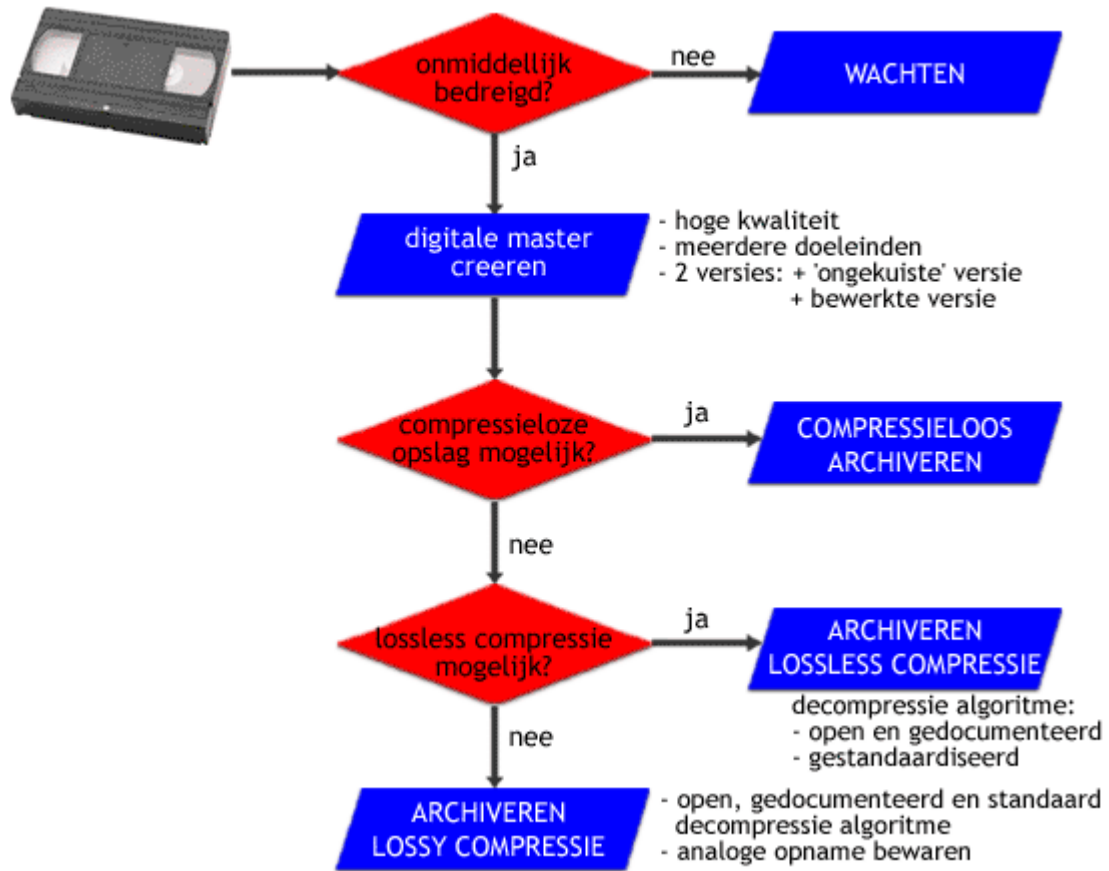 onmiddellijk
bedreigd?
nee
WACHTEN
ja
digitale master
creeren
- hoge kwaliteit
- meerdere doeleinden
- 2 versies: + 'ongekuiste' versie
+ bewerkte versie
compressieloze
opslag mogelijk?
ja
COMPRESSIELOOS
ARCHIVEREN
nee
lossless compressie
mogelijk?
ja
ARCHIVEREN
LOSSLESS COMPRESSIE
decompressie algoritme:
- open en gedocumenteerd
- gestandaardiseerd
nee
ARCHIVEREN
LOSSY COMPRESSIE
- open, gedocumenteerd en standaard
decompressie algoritme
- analoge opname bewaren